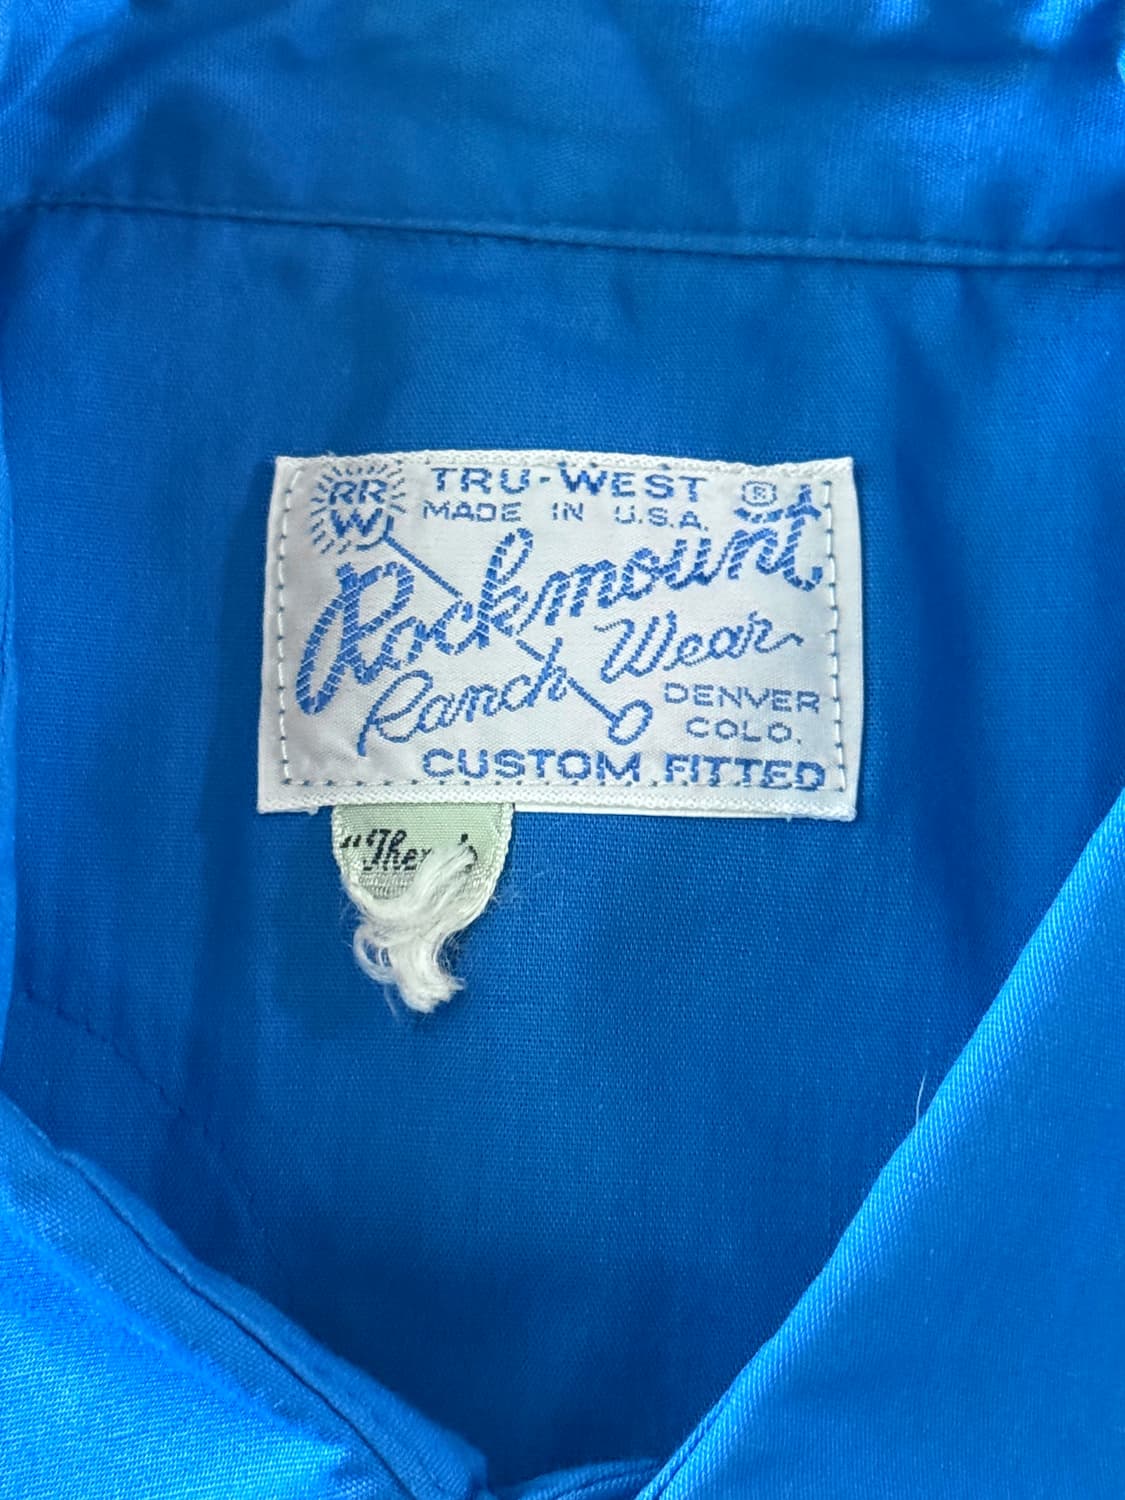 RR
W
TRU-WEST ®
MADE IN U.S.A.
Rockmount
Ranch Wear
DENVER
COLO.
CUSTOM FITTED